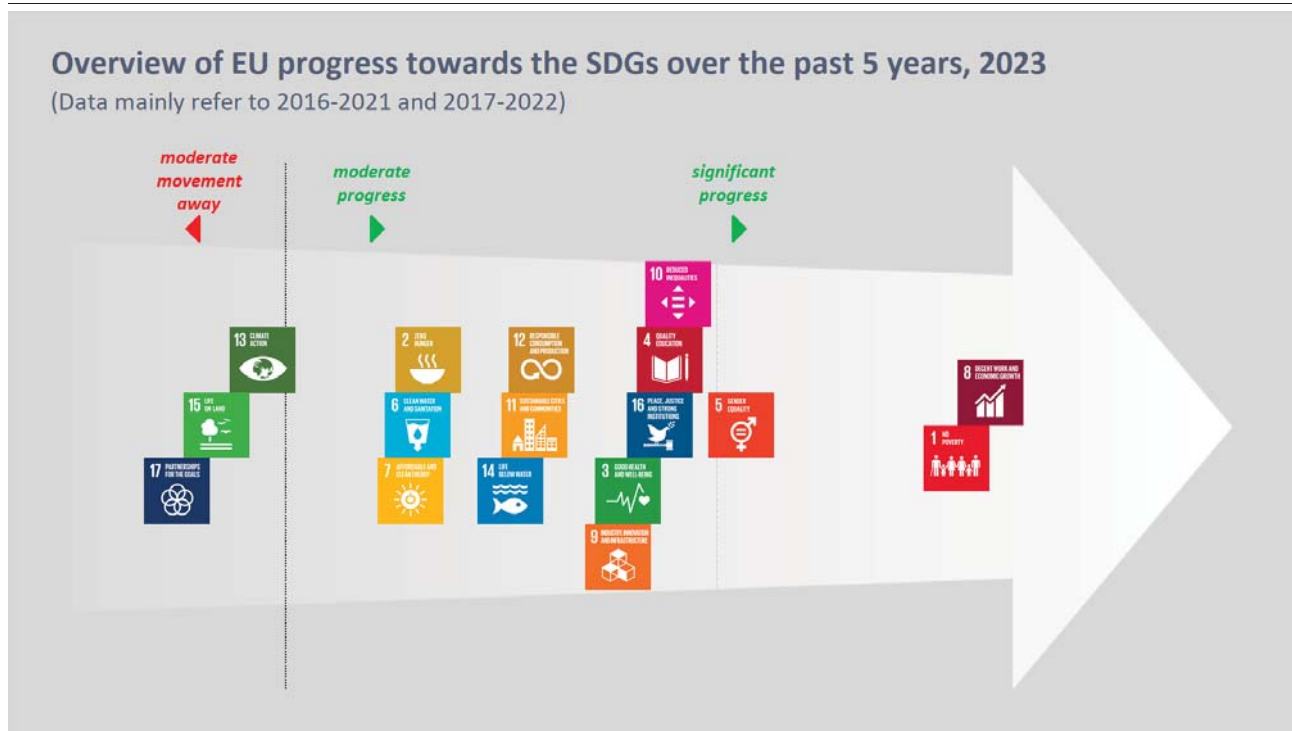 Overview of EU progress towards the SDGs over the past 5 years, 2023
(Data mainly refer to 2016-2021 and 2017-2022)
moderate
movement
away
moderate
progress
significant
progress
10 REDUCED
INEQUALITIES
13 CLIMATE
ACTION
2 ZERO
HUNGER
12 RESPONSIBLE
CONSUMPTION
AND PRODUCTION
4 QUALITY
EDUCATION
8 DECENT WORK AND
ECONOMIC GROWTH
15 LIFE
ON LAND
6 CLEAN WATER
AND SANITATION
11 SUSTAINABLE CITIES
AND COMMUNITIES
16 PEACE, JUSTICE
AND STRONG
INSTITUTIONS
5 GENDER
EQUALITY
1 NO
POVERTY
17 PARTNERSHIPS
FOR THE GOALS
7 AFFORDABLE AND
CLEAN ENERGY
14 LIFE
BELOW WATER
3 GOOD HEALTH
AND WELL-BEING
9 INDUSTRY, INNOVATION
AND INFRASTRUCTURE